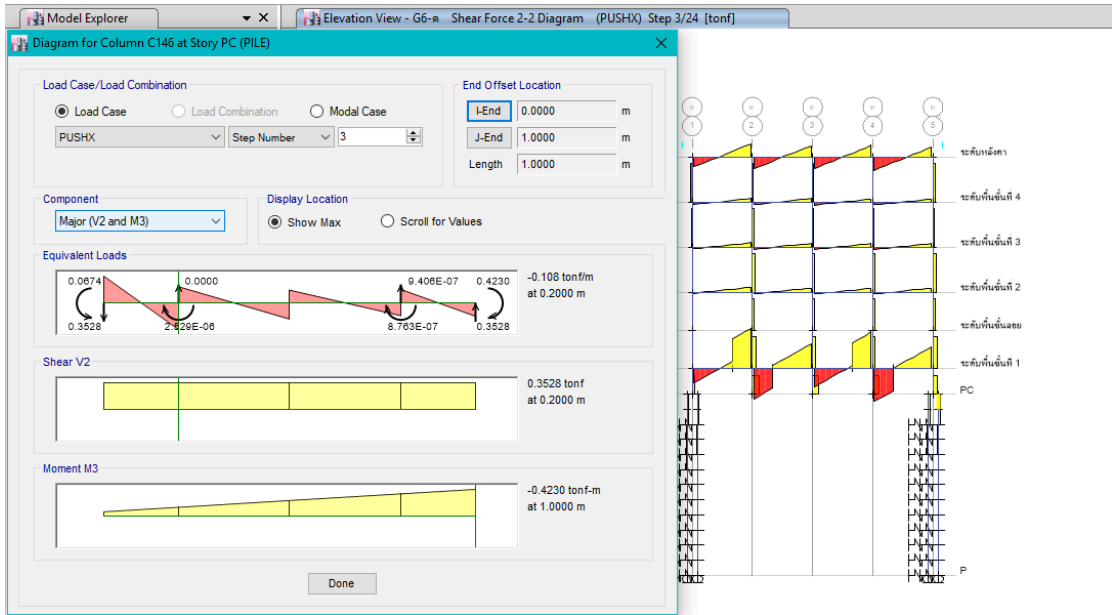 Model Explorer
Elevation View - G6-ค Shear Force 2-2 Diagram (PUSHX) Step 3/24 [tonf]
Diagram for Column C146 at Story PC (PILE)
Load Case/Load Combination
Load Case
Load Combination
Modal Case
PUSHX
Step Number
3
End Offset Location
I-End
0.0000
m
J-End
1.0000
m
Length
1.0000
m
Component
Major (V2 and M3)
Display Location
Show Max
Scroll for Values
Equivalent Loads
0.0674
0.0000
9.406E-07
0.4230
0.3528
2.529E-06
8.763E-07
0.3528
-0.108 tonf/m
at 0.2000 m
Shear V2
0.3528 tonf
at 0.2000 m
Moment M3
-0.4230 tonf-m
at 1.0000 m
Done
1
2
3
4
5
ระดับหลังคา
ระดับพื้นชั้นที่ 4
ระดับพื้นชั้นที่ 3
ระดับพื้นชั้นที่ 2
ระดับพื้นชั้นลอย
ระดับพื้นชั้นที่ 1
PC
P